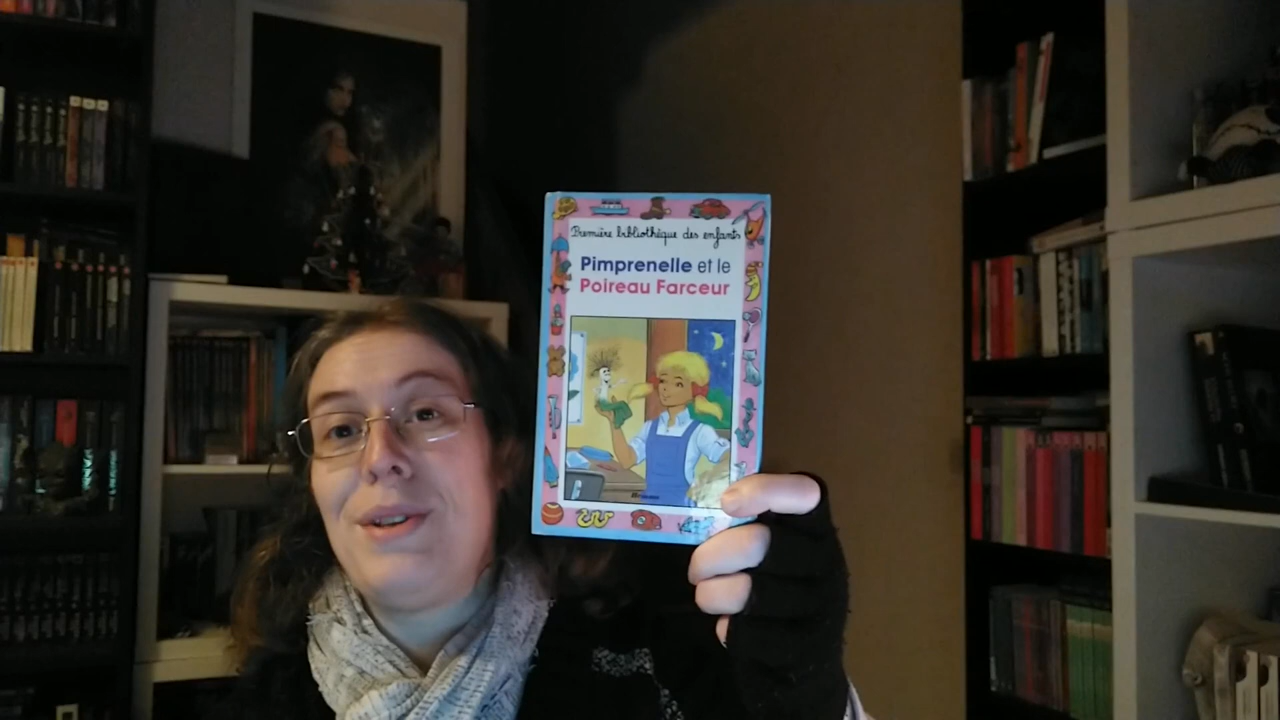 Première bibliothèque des enfants
Pimprenelle et le
Poireau Farceur